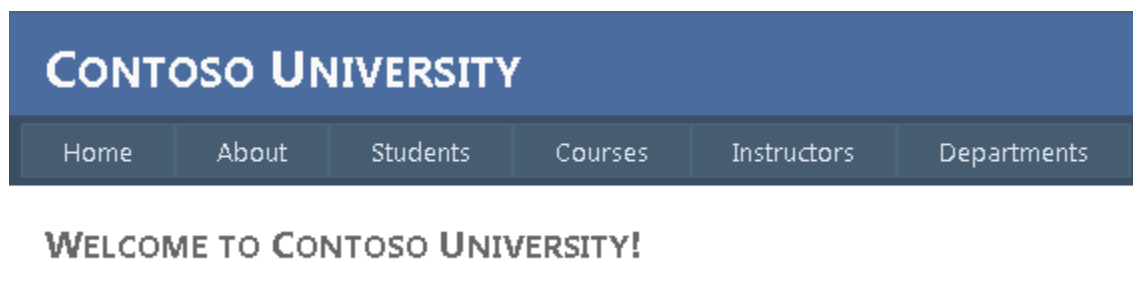 Contoso University
Home About Students Courses Instructors Departments
Welcome to Contoso University!